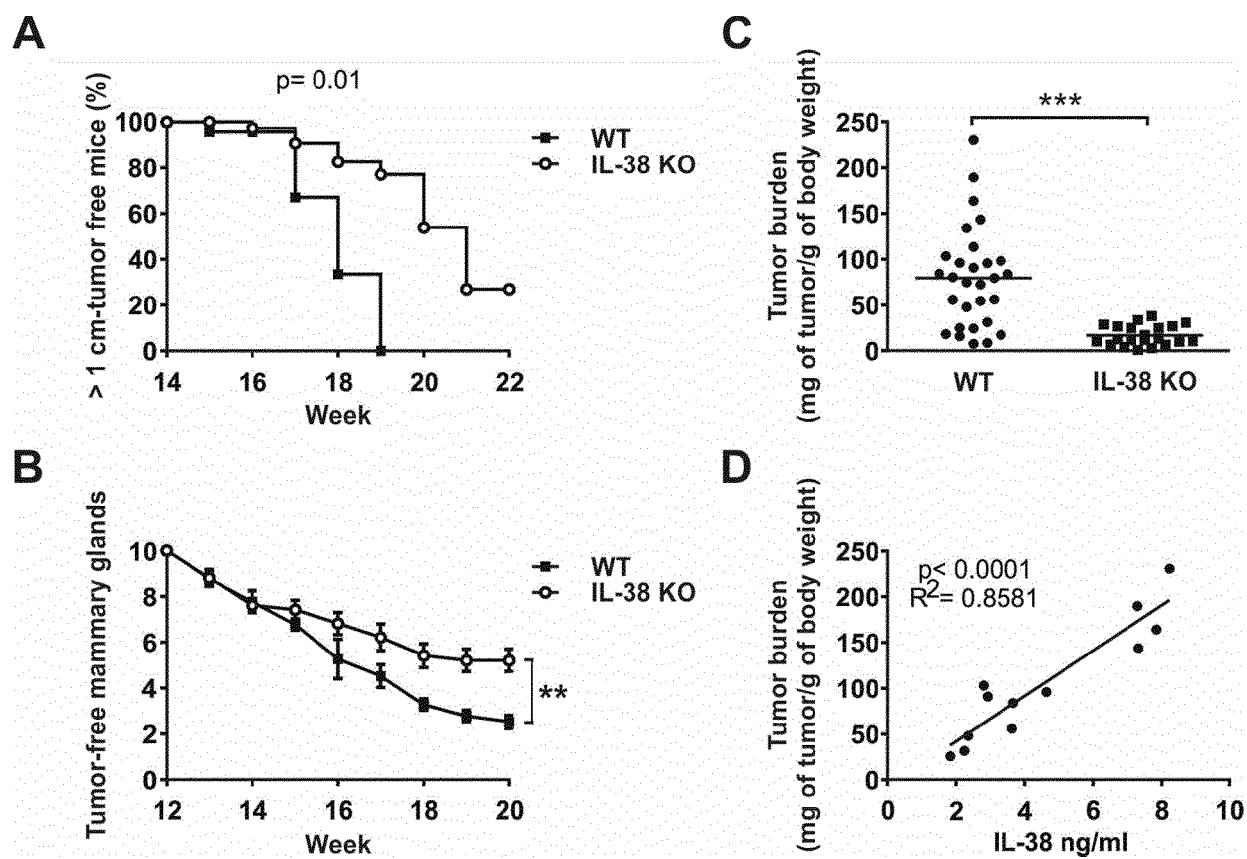 A
p= 0.01
> 1 cm-tumor free mice (%)
100
80
60
40
20
0
14 16 18 20 22
Week
WT
IL-38 KO
B
Tumor-free mammary glands
10
8
6
4
2
0
12 14 16 18 20
Week
WT
IL-38 KO
**
C
Tumor burden
(mg of tumor/g of body weight)
***
250
200
150
100
50
0
WT IL-38 KO
D
Tumor burden
(mg of tumor/g of body weight)
250
200
150
100
50
0
p< 0.0001
R2= 0.8581
0 2 4 6 8 10
IL-38 ng/ml